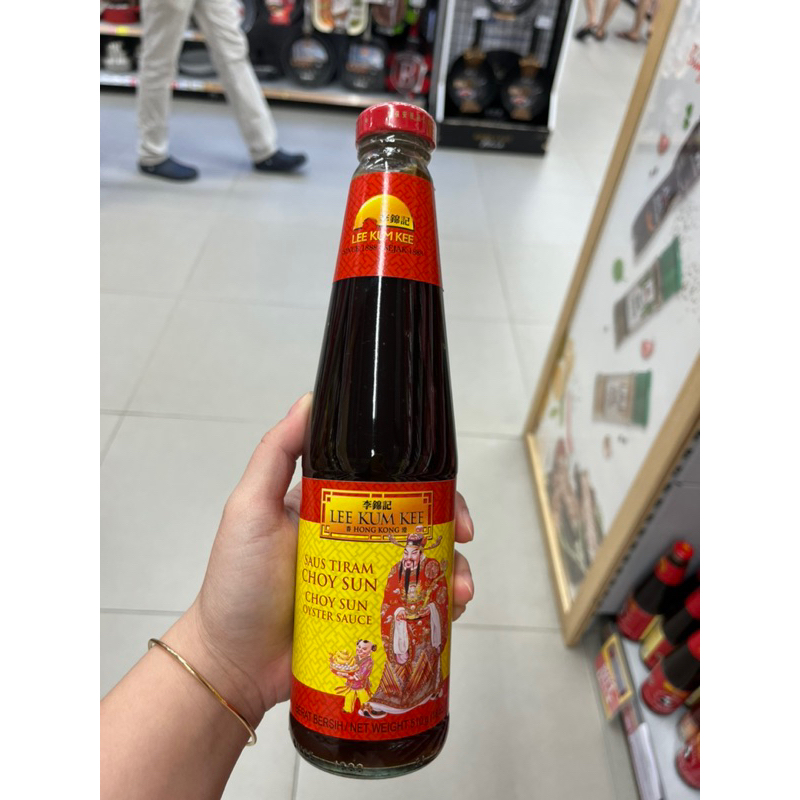 李錦記
LEE KUM KEE
李錦記
LEE KUM KEE
HONG KONG
SAUS TIRAM
CHOY SUN
CHOY SUN
OYSTER SAUCE
BERAT BERSIH / NET WEIGHT 510g